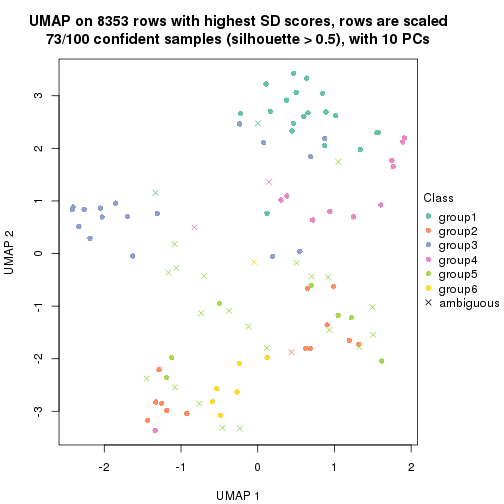 UMAP on 8353 rows with highest SD scores, rows are scaled
73/100 confident samples (silhouette > 0.5), with 10 PCs
3
2
1
0
-1
-2
-3
UMAP 2
-2
-1
0
1
2
UMAP 1
Class
group1
group2
group3
group4
group5
group6
ambiguous